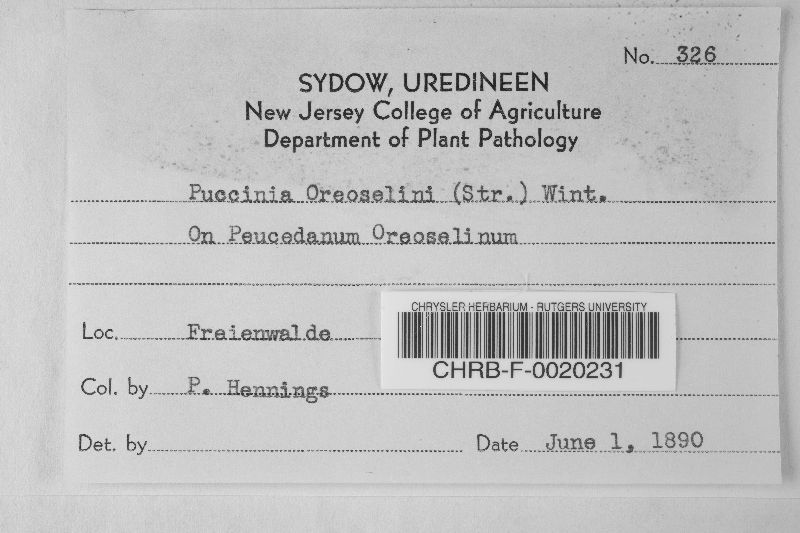 No. 326
SYDOW, UREDINEEN
New Jersey College of Agriculture
Department of Plant Pathology
Puccinia Oreoselini (Str.) Wint.
On Peucedanum Oreoselinum
Loc. Freienwalde
CHRYSLER HERBARIUM - RUTGERS UNIVERSITY
CHRB-F-0020231
Col. by P. Hennings
Det. by Date June 1, 1890